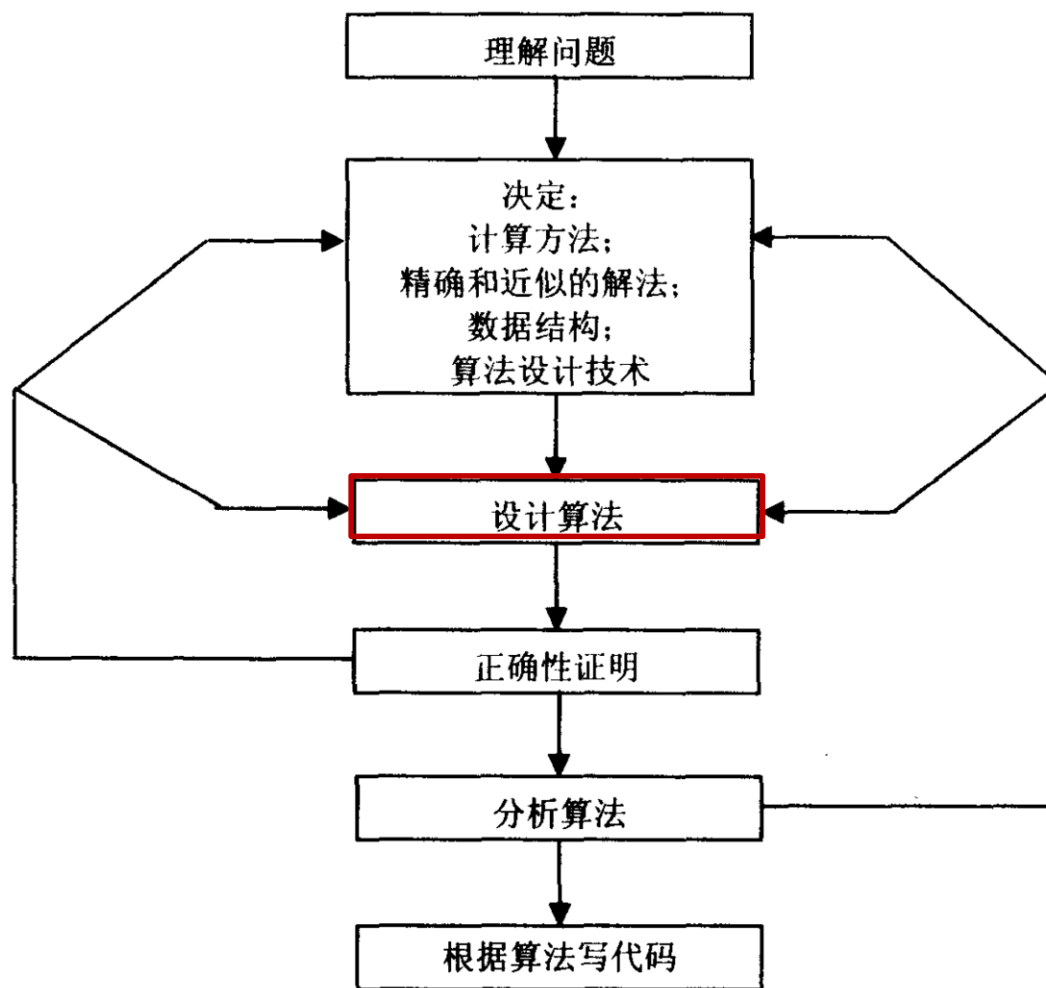 理解问题
决定:
计算方法;
精确和近似的解法;
数据结构;
算法设计技术
设计算法
正确性证明
分析算法
根据算法写代码